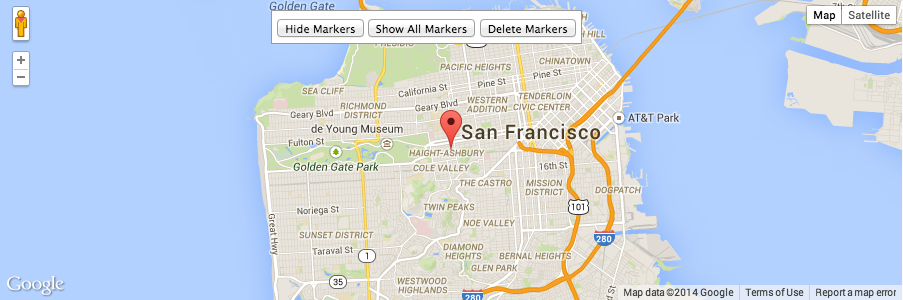 Golden Gate
Hide Markers
Show All Markers
Delete Markers
Map
Satellite
PRESIDIO
CHINATOWN
PACIFIC HEIGHTS
Pine St
Pine St
SEA CLIFF
California St
TENDERLOIN
RICHMOND
DISTRICT
Geary Blvd
WESTERN
ADDITION
CIVIC CENTER
Geary Blvd
AT&T Park
de Young Museum
San Francisco
Fulton St
HAIGHT-ASHBURY
Golden Gate Park
COLE VALLEY
16th St
THE CASTRO
MISSION
DISTRICT
DOGPATCH
TWIN PEAKS
101
Noriega St
Great Hwy
NOE VALLEY
SUNSET DISTRICT
280
Taraval St
1
DIAMOND
HEIGHTS
BERNAL HEIGHTS
GLEN PARK
35
WESTWOOD
HIGHLANDS
280
Google
Map data ©2014 Google
Terms of Use
Report a map error